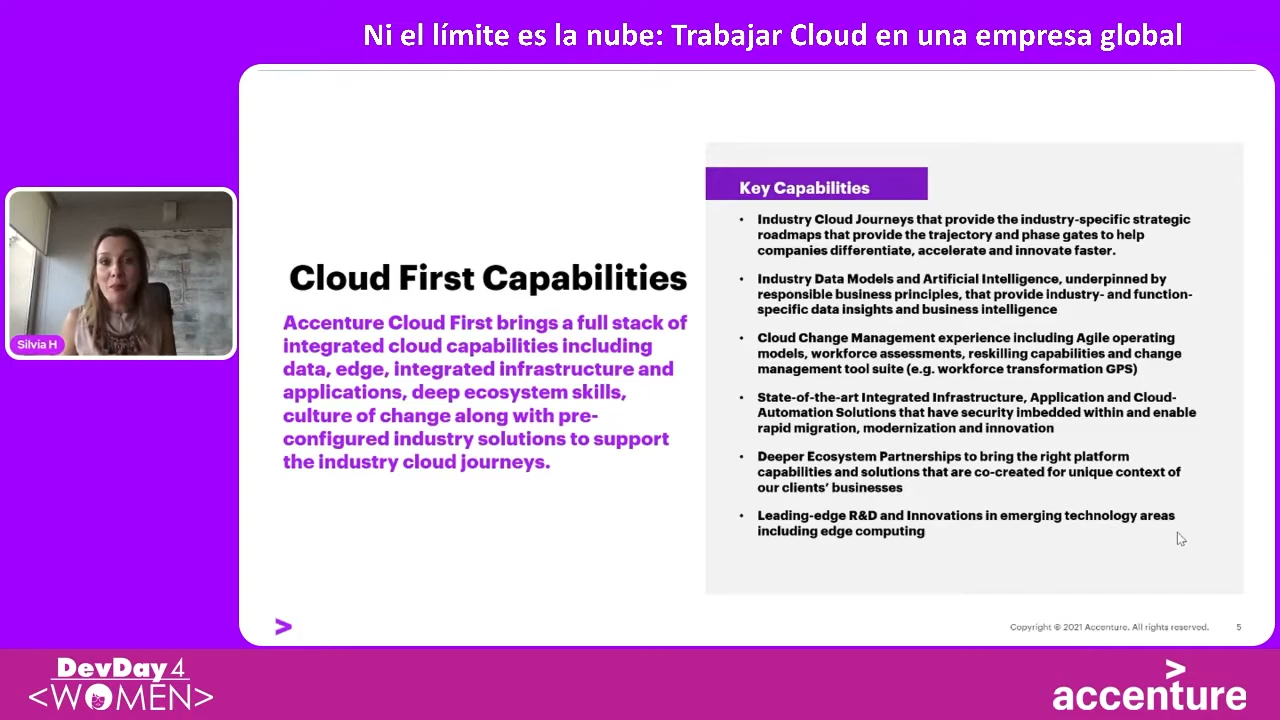 Ni el límite es la nube: Trabajar Cloud en una empresa global
Silvia H
Cloud First Capabilities
Accenture Cloud First brings a full stack of
integrated cloud capabilities including
data, edge, integrated infrastructure and
applications, deep ecosystem skills,
culture of change along with pre-
configured industry solutions to support
the industry cloud journeys.
Key Capabilities
• Industry Cloud Journeys that provide the industry-specific strategic
roadmaps that provide the trajectory and phase gates to help
companies differentiate, accelerate and innovate faster.
• Industry Data Models and Artificial Intelligence, underpinned by
responsible business principles, that provide industry- and function-
specific data insights and business intelligence
• Cloud Change Management experience including Agile operating
models, workforce assessments, reskilling capabilities and change
management tool suite (e.g. workforce transformation GPS)
• State-of-the-art Integrated Infrastructure, Application and Cloud-
Automation Solutions that have security imbedded within and enable
rapid migration, modernization and innovation
• Deeper Ecosystem Partnerships to bring the right platform
capabilities and solutions that are co-created for unique context of
our clients’ businesses
• Leading-edge R&D and Innovations in emerging technology areas
including edge computing
>
Copyright © 2021 Accenture. All rights reserved. 5
DevDay4
<WOMEN>
accenture